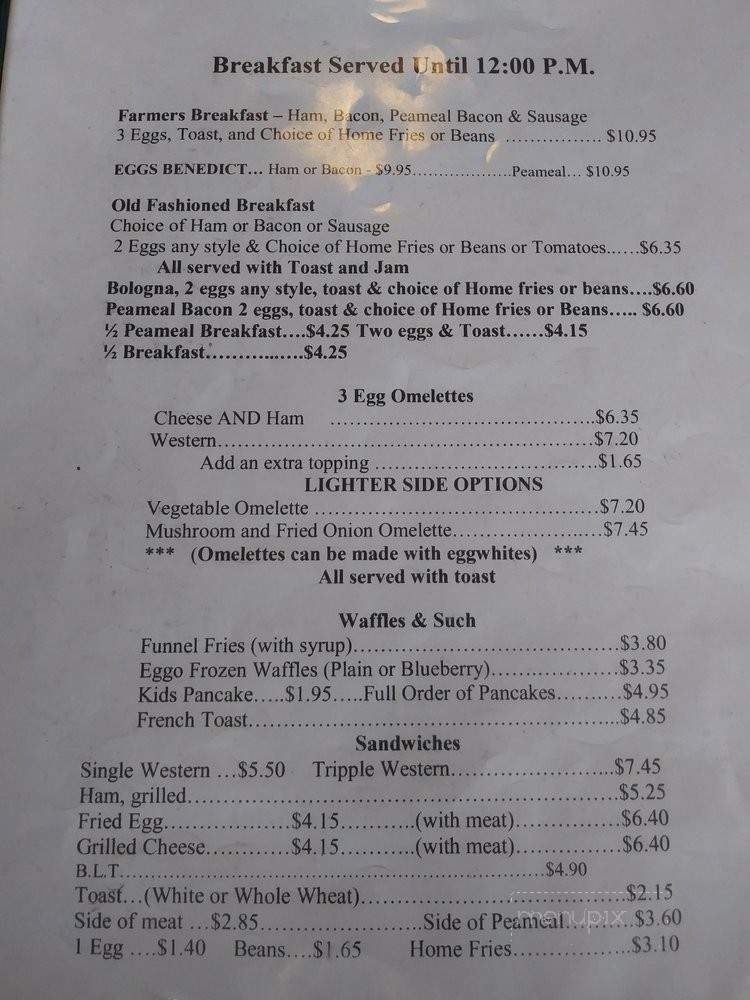 Breakfast Served Until 12:00 P.M.
Farmers Breakfast – Ham, Bacon, Peameal Bacon & Sausage
3 Eggs, Toast, and Choice of Home Fries or Beans ................ $10.95
EGGS BENEDICT... Ham or Bacon - $9.95...................Peameal... $10.95
Old Fashioned Breakfast
Choice of Ham or Bacon or Sausage
2 Eggs any style & Choice of Home Fries or Beans or Tomatoes......$6.35
All served with Toast and Jam
Bologna, 2 eggs any style, toast & choice of Home fries or beans....$6.60
Peameal Bacon 2 eggs, toast & choice of Home fries or Beans..... $6.60
½ Peameal Breakfast....$4.25 Two eggs & Toast......$4.15
½ Breakfast..................$4.25
3 Egg Omelettes
Cheese AND Ham ........................................$6.35
Western.........................................................$7.20
Add an extra topping ..................................$1.65
LIGHTER SIDE OPTIONS
Vegetable Omelette ...........................................$7.20
Mushroom and Fried Onion Omelette.......................$7.45
*** (Omelettes can be made with eggwhites) ***
All served with toast
Waffles & Such
Funnel Fries (with syrup)........................................$3.80
Eggo Frozen Waffles (Plain or Blueberry)...................$3.35
Kids Pancake.....$1.95.....Full Order of Pancakes..........$4.95
French Toast.........................................................$4.85
Sandwiches
Single Western ...$5.50 Tripple Western.........................$7.45
Ham, grilled..................................................................$5.25
Fried Egg...................$4.15...........(with meat)................$6.40
Grilled Cheese.............$4.15...........(with meat)................$6.40
B.L.T.......................................................................$4.90
Toast...(White or Whole Wheat)........................................$2.15
Side of meat ...$2.85.........................Side of Peameal...........$3.60
1 Egg ....$1.40 Beans....$1.65 Home Fries..................$3.10
menupix